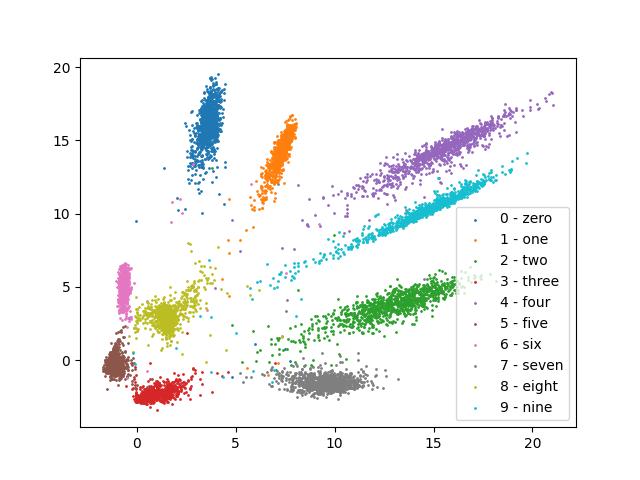 20
15
10
5
0
0 5 10 15 20
0 - zero
1 - one
2 - two
3 - three
4 - four
5 - five
6 - six
7 - seven
8 - eight
9 - nine